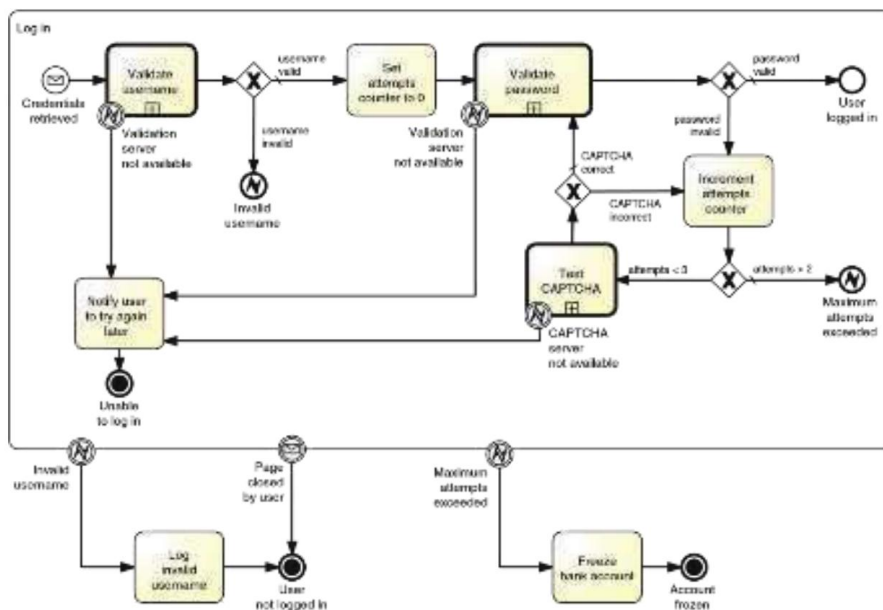 Log in
Validate
username
username
valid
Set
attempts
counter to 0
Validate
password
password
valid
Credentials
retrieved
Validation
server
not available
username
invalid
Validation
server
not available
password
invalid
User
logged in
Invalid
username
CAPTCHA
correct
CAPTCHA
incorrect
Increment
attempts
counter
Notify user
to try again
later
Test
CAPTCHA
attempts < 3
attempts > 2
CAPTCHA
server
not available
Maximum
attempts
exceeded
Unable
to log in
Invalid
username
Page
closed
by user
Maximum
attempts
exceeded
Log
invalid
username
User
not logged in
Freeze
bank account
Account
frozen